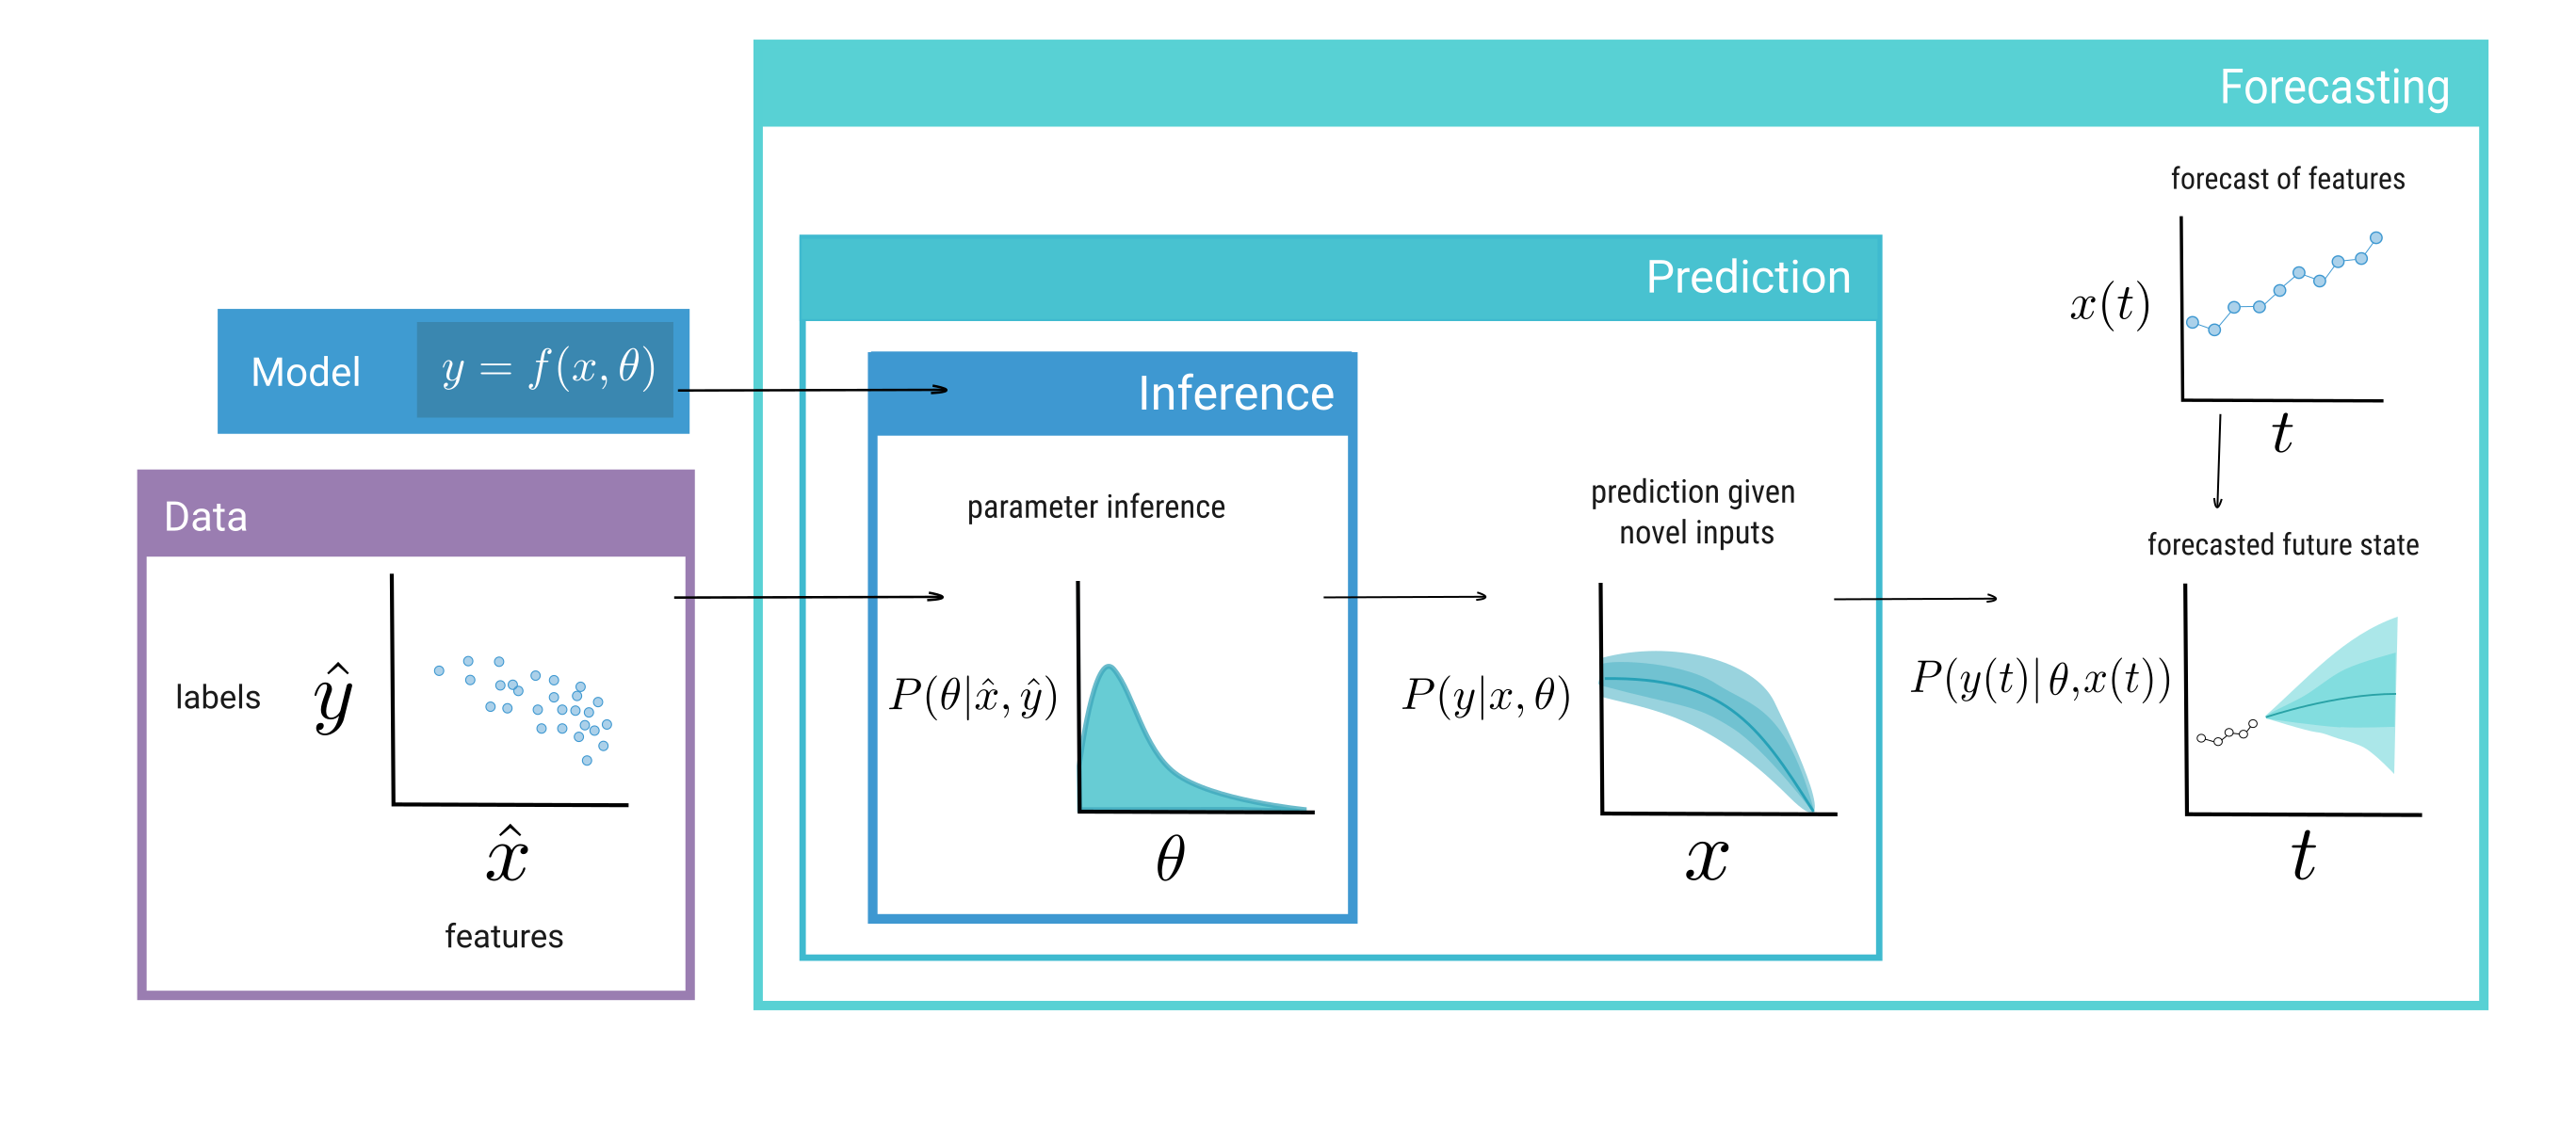 Forecasting
forecast of features
x(t)
t
Prediction
Model
y = f(x, θ)
Inference
Data
labels
ŷ
x̂
features
parameter inference
P(θ|x̂, ŷ)
θ
prediction given
novel inputs
P(y|x, θ)
x
forecasted future state
P(y(t)| θ,x(t))
t